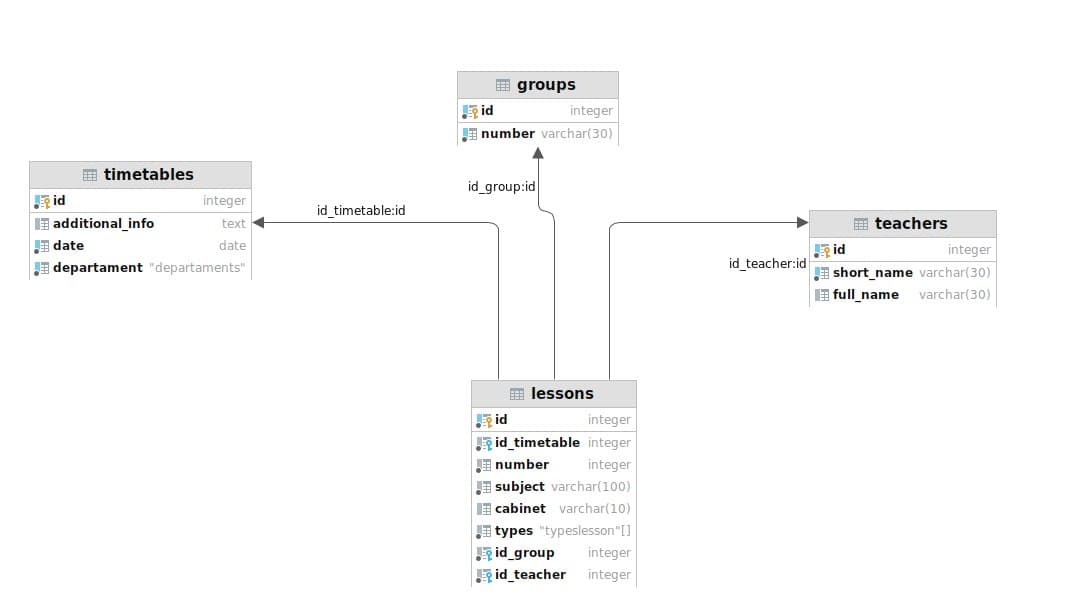 groups
id integer
number varchar(30)
id_group:id
timetables
id integer
additional_info text
date date
departament "departaments"
id_timetable:id
teachers
id integer
short_name varchar(30)
full_name varchar(30)
id_teacher:id
lessons
id integer
id_timetable integer
number integer
subject varchar(100)
cabinet varchar(10)
types "typeslesson"[]
id_group integer
id_teacher integer